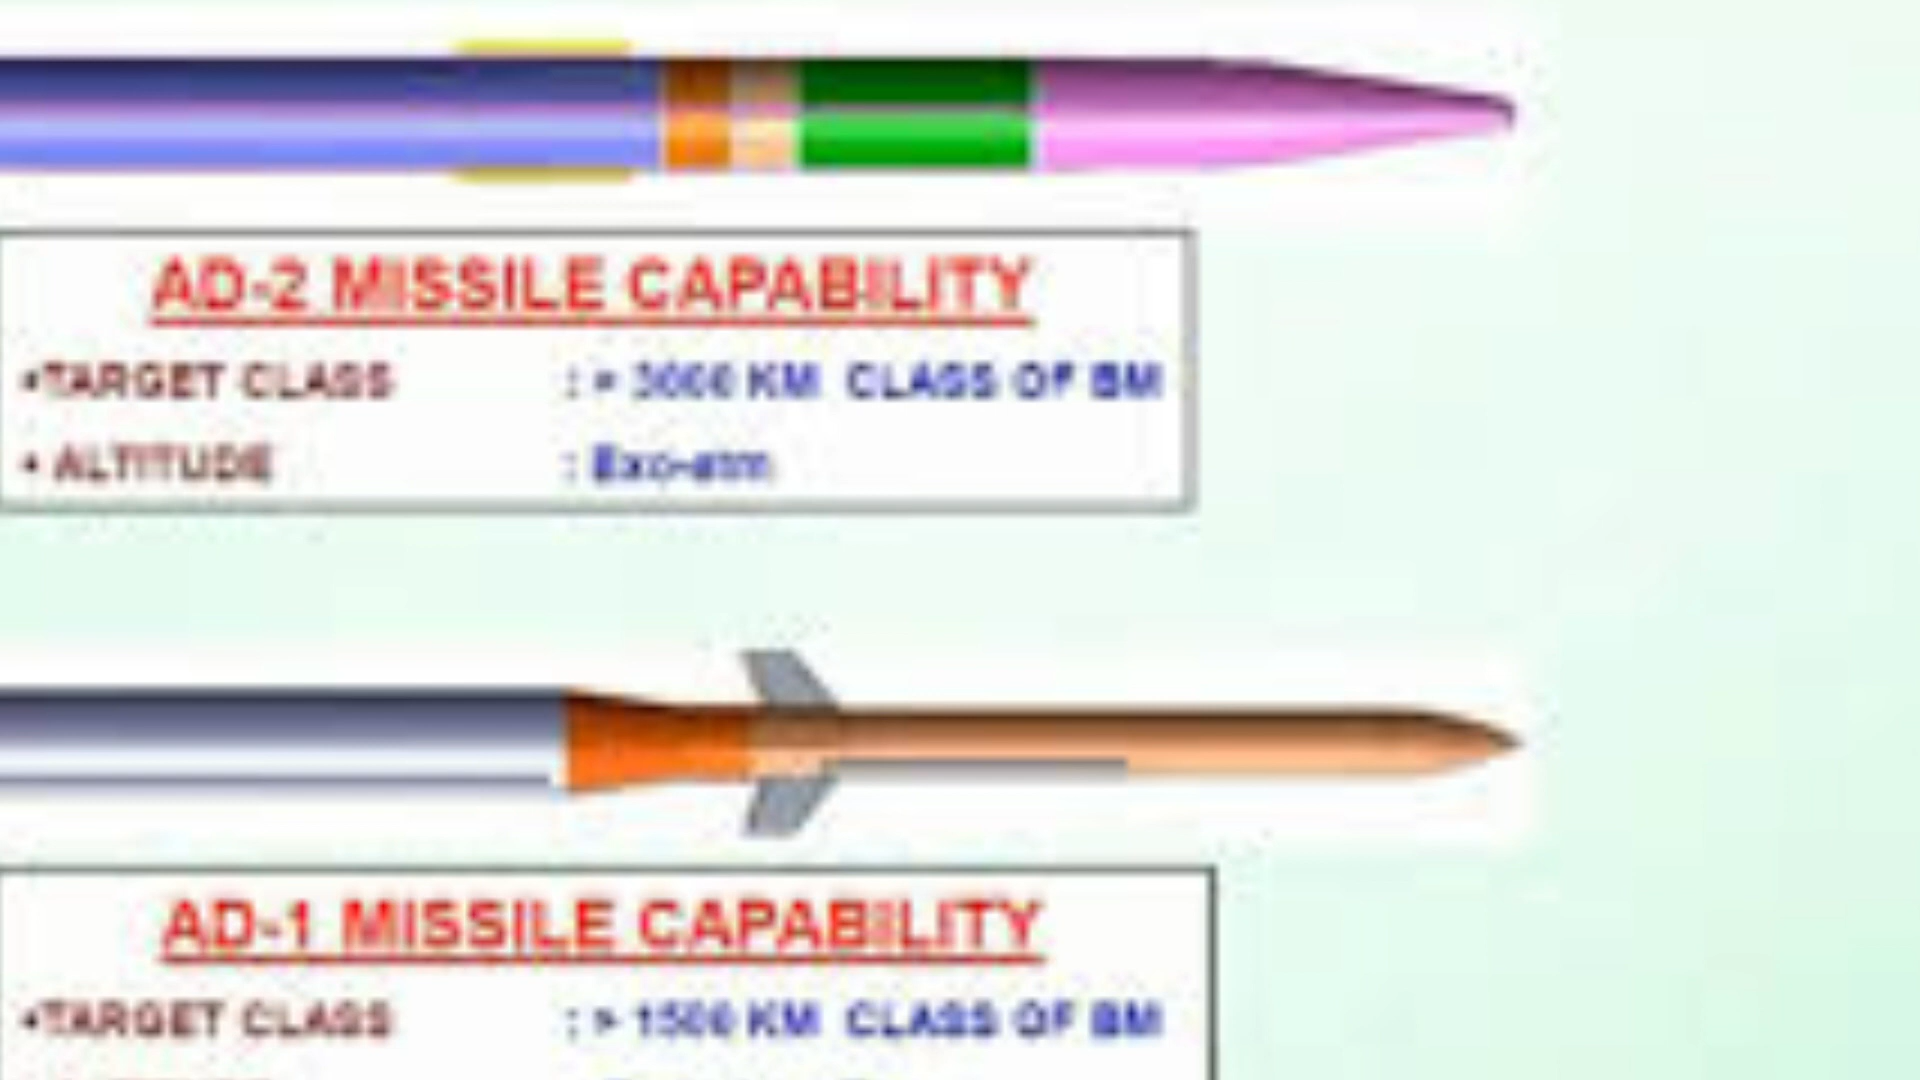 AD-2 MISSILE CAPABILITY
•TARGET CLASS : > 3000 KM CLASS OF BM
• ALTITUDE : Exo-atm
AD-1 MISSILE CAPABILITY
•TARGET CLASS : > 1500 KM CLASS OF BM